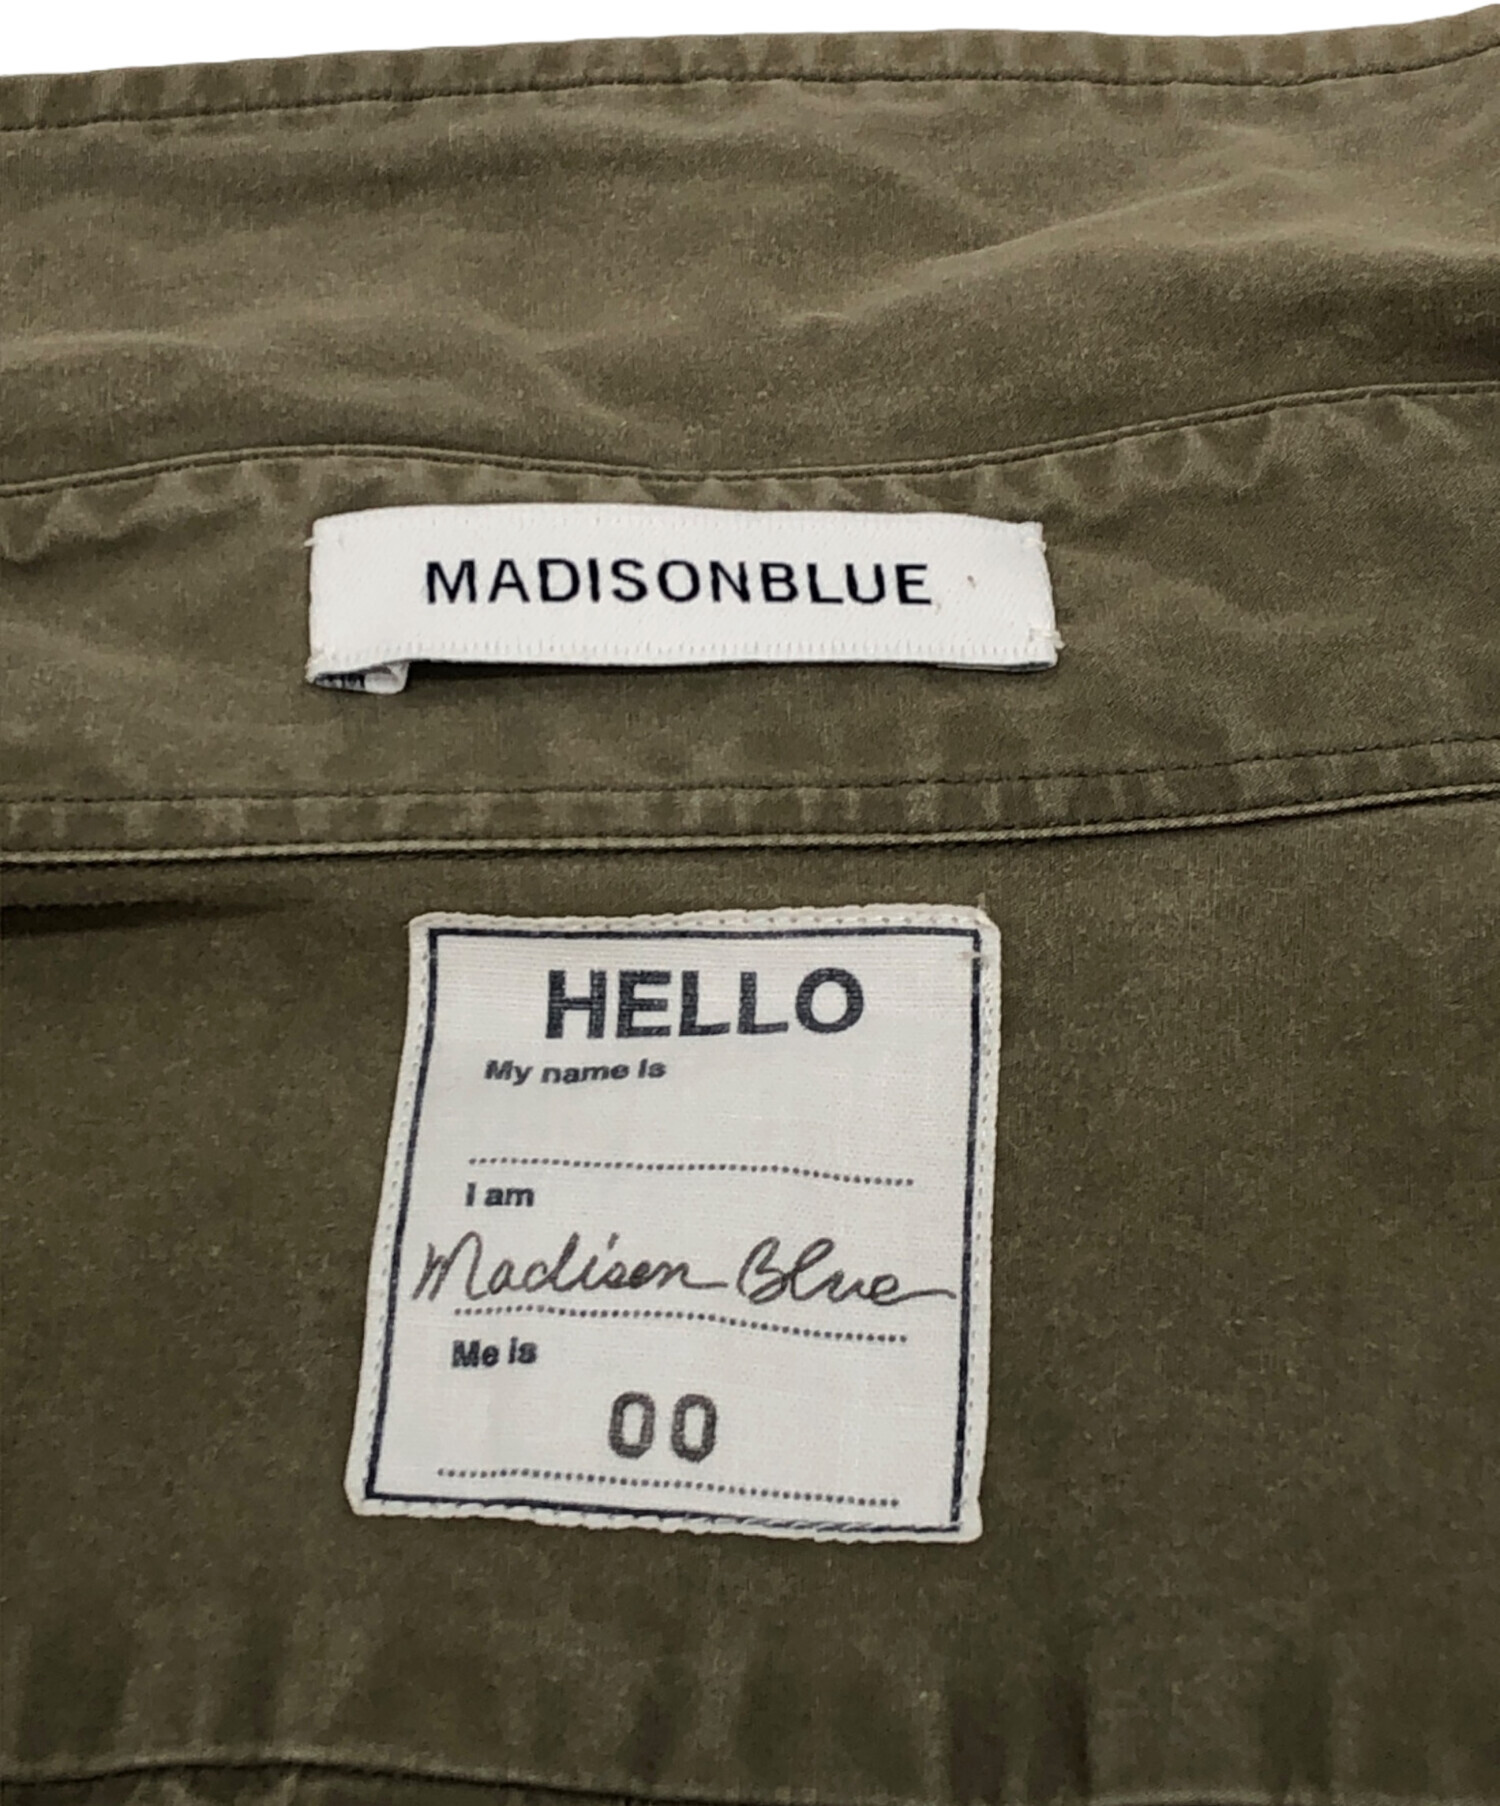 MADISONBLUE
HELLO
My name is
I am
Madison Blue
Me is
00